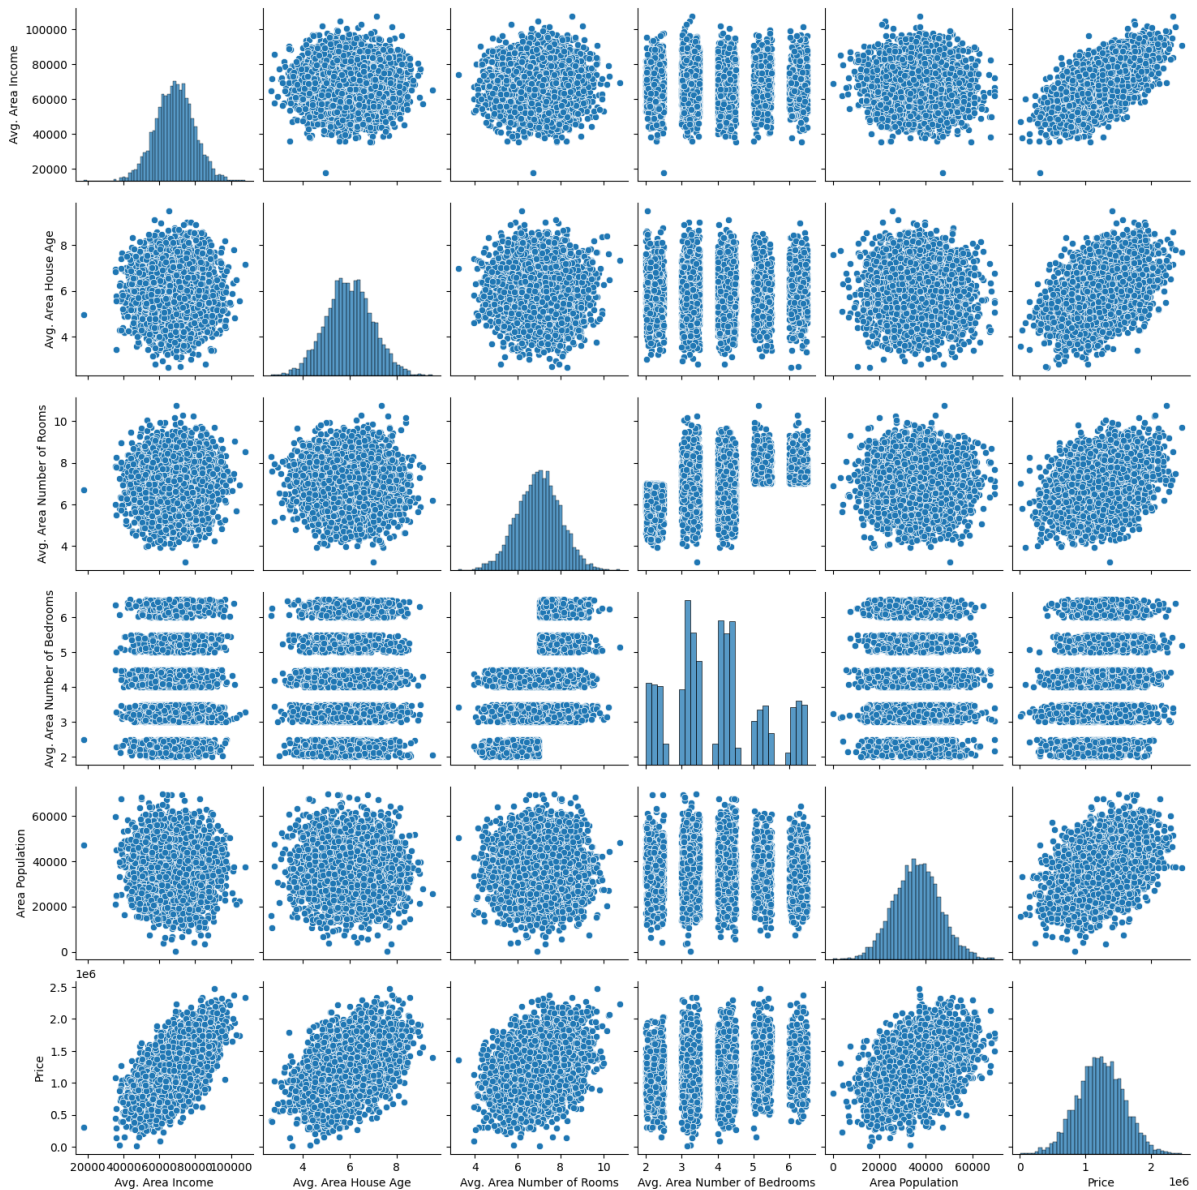 100000
80000
60000
40000
20000
Avg. Area Income
8
6
4
Avg. Area House Age
10
8
6
4
Avg. Area Number of Rooms
6
5
4
3
2
Avg. Area Number of Bedrooms
60000
40000
20000
0
Area Population
1e6
2.5
2.0
1.5
1.0
0.5
0.0
Price
20000 40000 60000 80000 100000
4 6 8
4 6 8 10
2 3 4 5 6
0 20000 40000 60000
0 1 2
1e6
Avg. Area Income
Avg. Area House Age
Avg. Area Number of Rooms
Avg. Area Number of Bedrooms
Area Population
Price